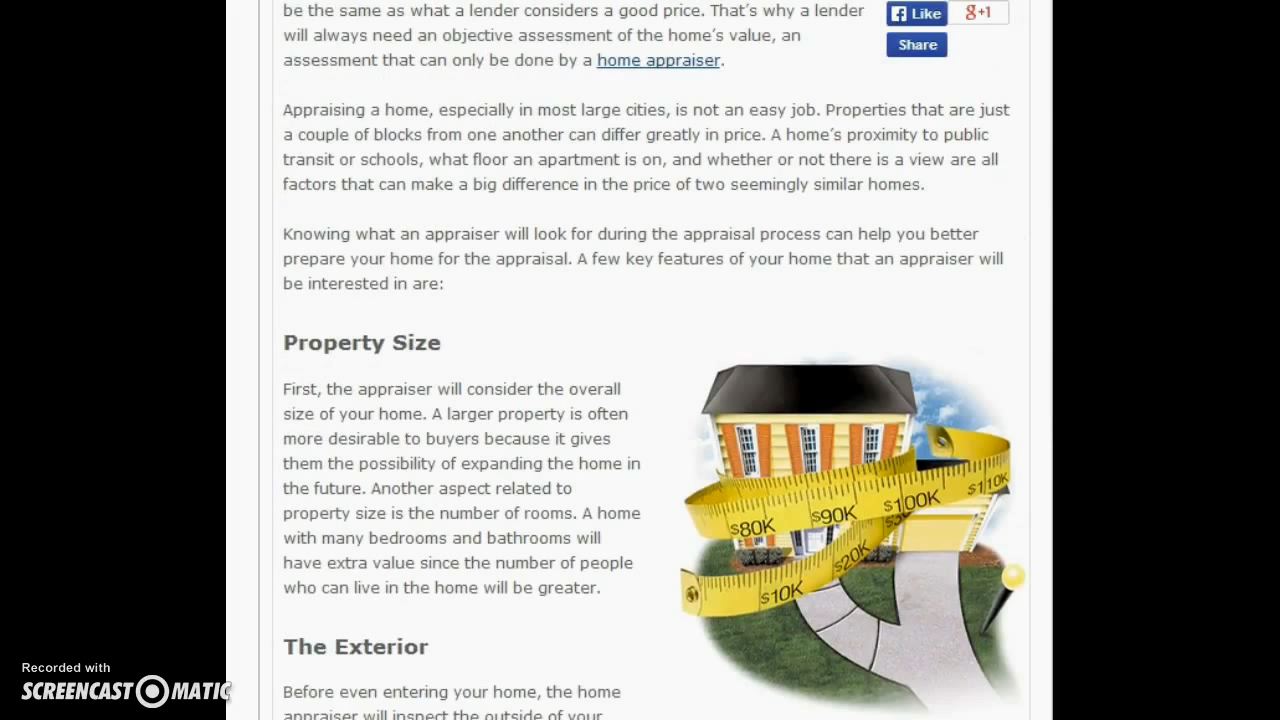 be the same as what a lender considers a good price. That’s why a lender
will always need an objective assessment of the home’s value, an
assessment that can only be done by a home appraiser.
Like
g+1
Share
Appraising a home, especially in most large cities, is not an easy job. Properties that are just
a couple of blocks from one another can differ greatly in price. A home’s proximity to public
transit or schools, what floor an apartment is on, and whether or not there is a view are all
factors that can make a big difference in the price of two seemingly similar homes.
Knowing what an appraiser will look for during the appraisal process can help you better
prepare your home for the appraisal. A few key features of your home that an appraiser will
be interested in are:
Property Size
First, the appraiser will consider the overall
size of your home. A larger property is often
more desirable to buyers because it gives
them the possibility of expanding the home in
the future. Another aspect related to
property size is the number of rooms. A home
with many bedrooms and bathrooms will
have extra value since the number of people
who can live in the home will be greater.
$80K $90K $100K $110K
$10K $20K
The Exterior
Before even entering your home, the home
appraiser will inspect the outside of your
Recorded with
SCREENCAST MATIC